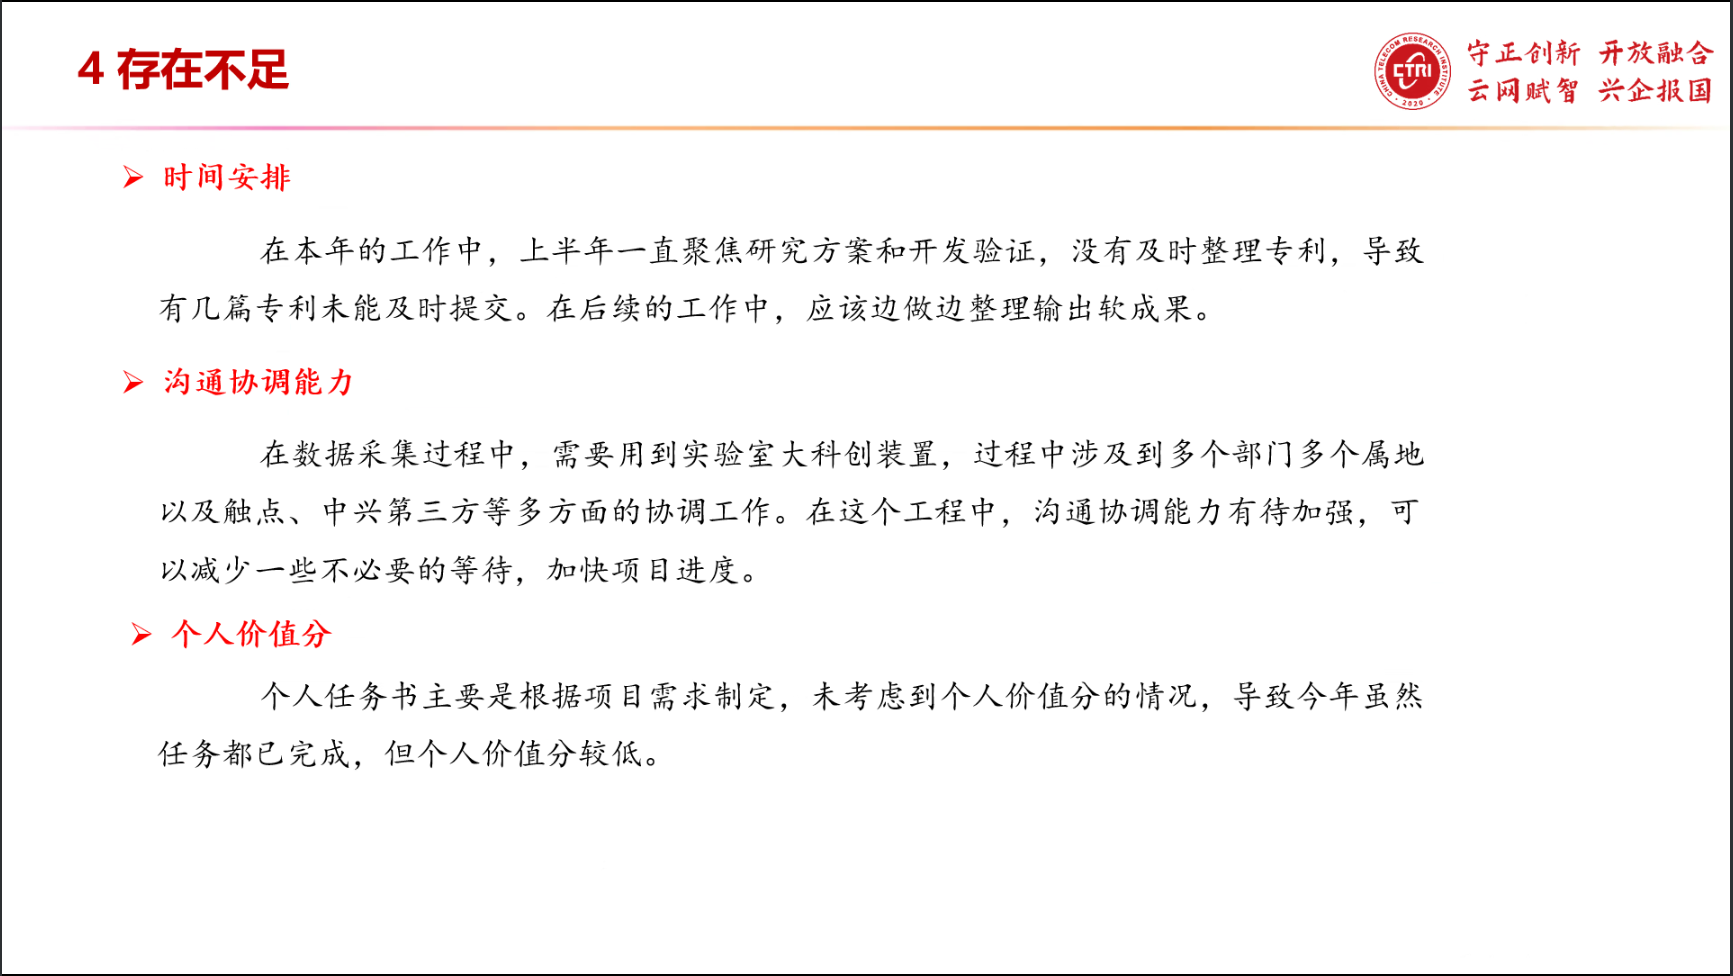 4 存在不足
CHINA TELECOM RESEARCH INSTITUTE
CTRI
2020
守正创新 开放融合
云网赋智 兴企报国
时间安排
在本年的工作中，上半年一直聚焦研究方案和开发验证，没有及时整理专利，导致
有几篇专利未能及时提交。在后续的工作中，应该边做边整理输出软成果。
沟通协调能力
在数据采集过程中，需要用到实验室大科创装置，过程中涉及到多个部门多个属地
以及触点、中兴第三方等多方面的协调工作。在这个工程中，沟通协调能力有待加强，可
以减少一些不必要的等待，加快项目进度。
个人价值分
个人任务书主要是根据项目需求制定，未考虑到个人价值分的情况，导致今年虽然
任务都已完成，但个人价值分较低。